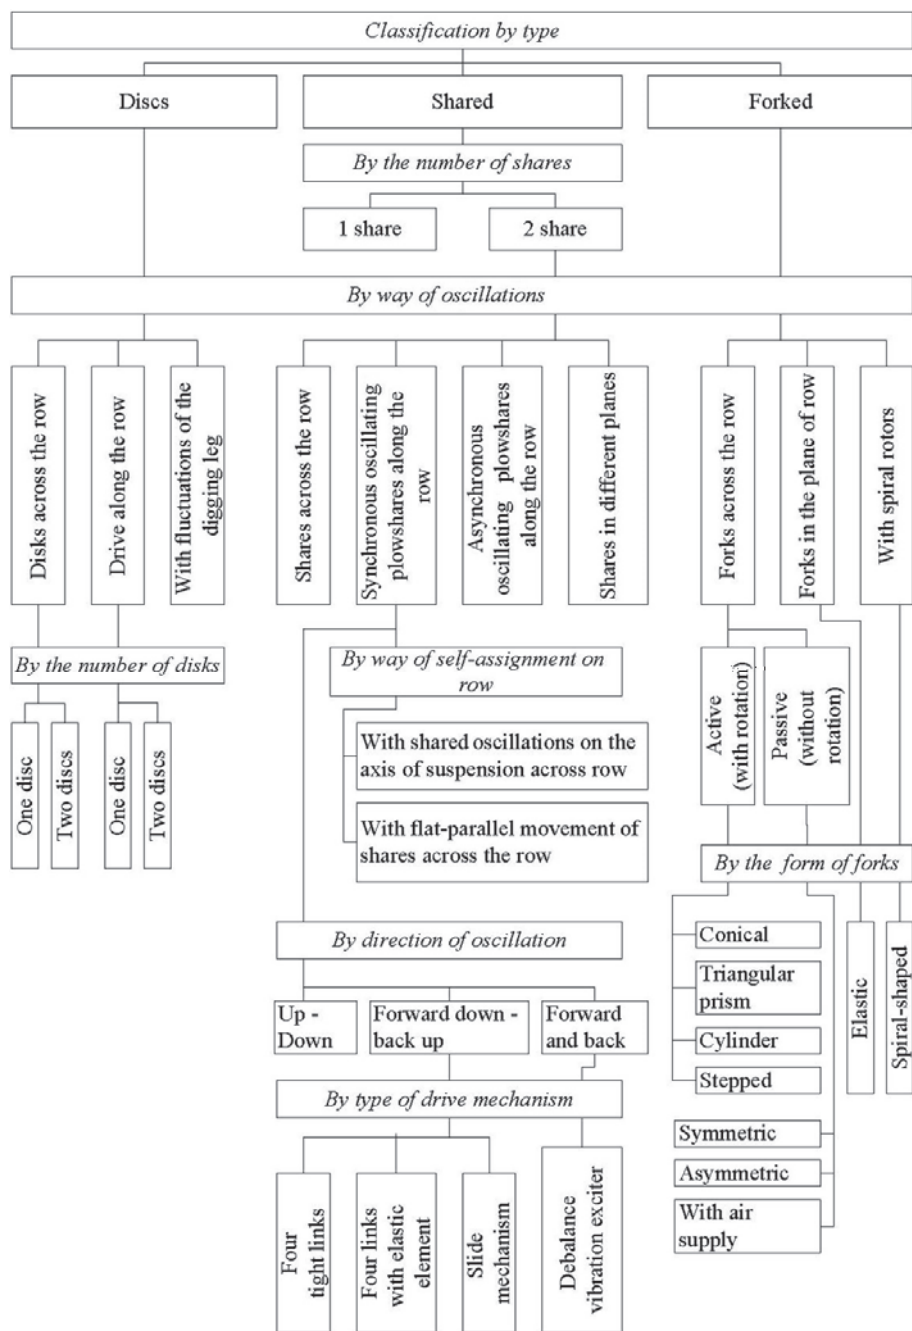 Classification by type
Discs
Shared
Forked
By the number of shares
1 share
2 share
By way of oscillations
Disks across the row
Drive along the row
With fluctuations of the
digging leg
Shares across the row
Synchronous oscillating
plowshares along the
row
Asynchronous
oscillating plowshares
along the row
Shares in different planes
Forks across the row
Forks in the plane of row
With spiral rotors
By the number of disks
One disc
Two discs
One disc
Two discs
By way of self-assignment on
row
With shared oscillations on the
axis of suspension across row
With flat-parallel movement of
shares across the row
Active
(with rotation)
Passive
(without
rotation)
By the form of forks
Conical
Triangular
prism
Cylinder
Stepped
Symmetric
Asymmetric
With air
supply
Elastic
Spiral-shaped
By direction of oscillation
Up -
Down
Forward down -
back up
Forward
and back
By type of drive mechanism
Four
tight links
Four links
with elastic
element
Slide
mechanism
Debalance
vibration exciter